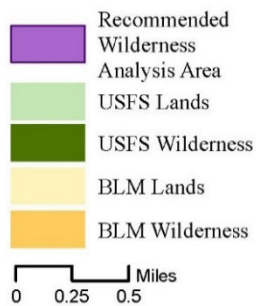 Recommended
Wilderness
Analysis Area
USFS Lands
USFS Wilderness
BLM Lands
BLM Wilderness
Miles
0 0.25 0.5